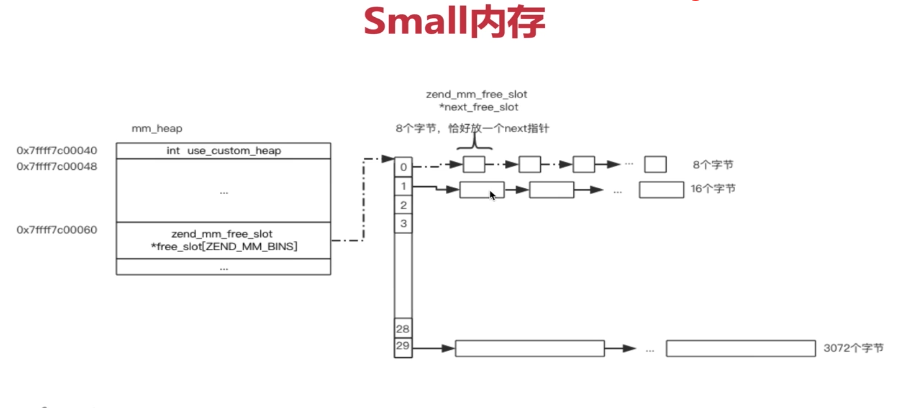 Small内存
zend_mm_free_slot
*next_free_slot
mm_heap
8个字节，恰好放一个next指针
0x7ffff7c00040
int use_custom_heap
0x7ffff7c00048
...
0x7ffff7c00060
zend_mm_free_slot
*free_slot[ZEND_MM_BINS]
...
0
...
8个字节
1
...
16个字节
2
3
28
29
...
3072个字节